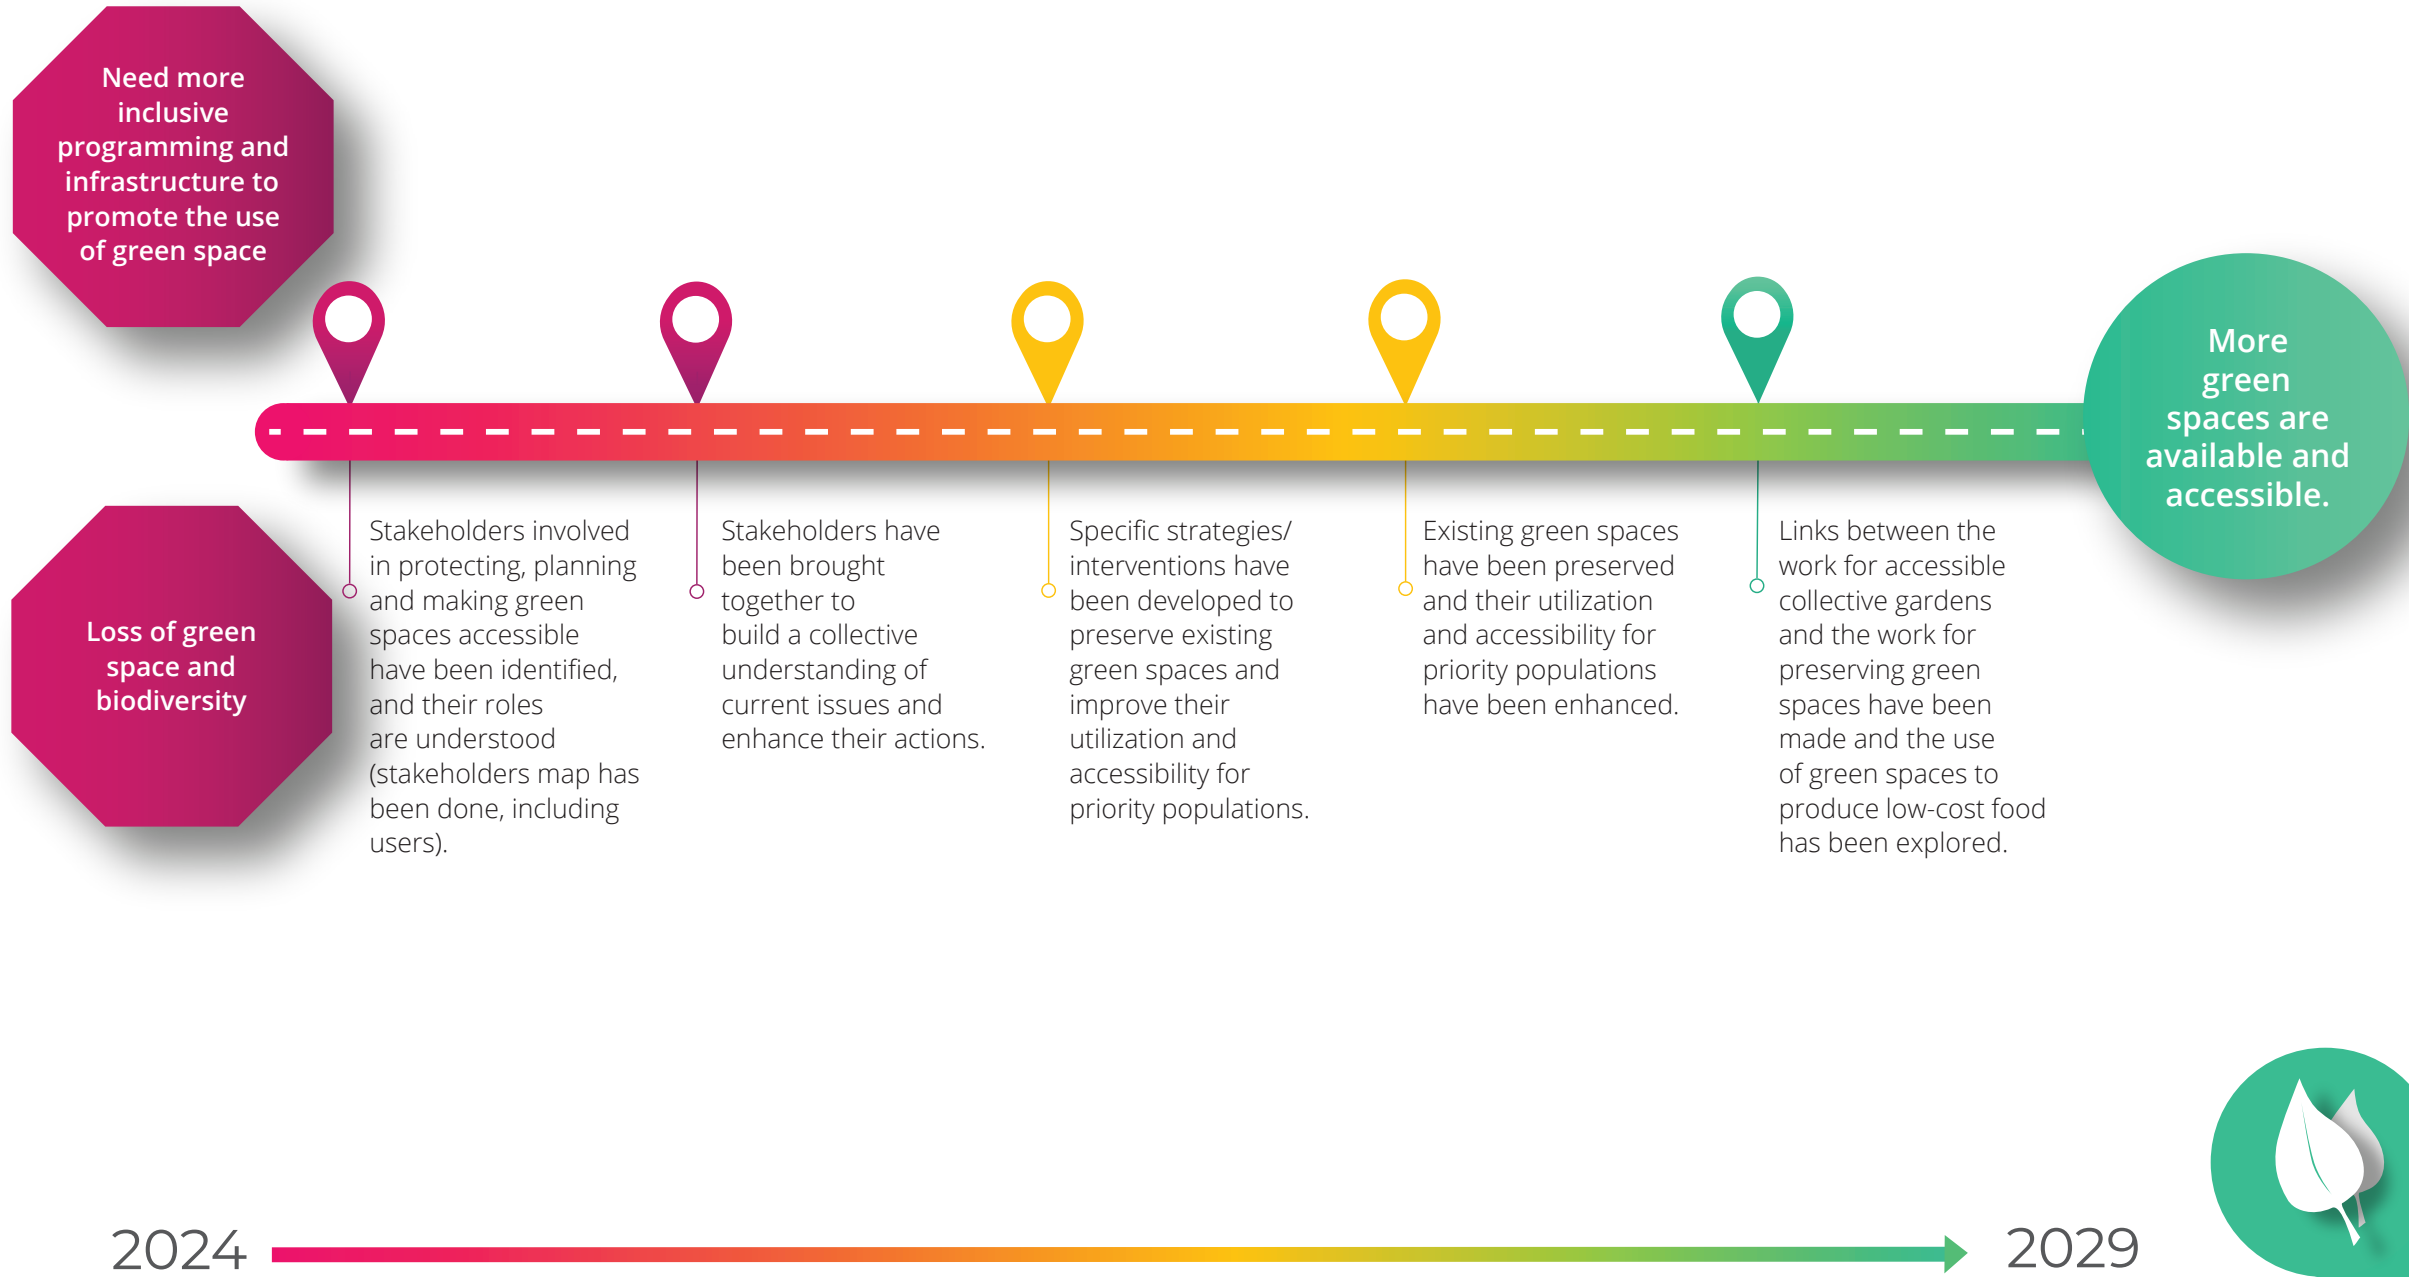 Need more
inclusive
programming and
infrastructure to
promote the use
of green space
Loss of green
space and
biodiversity
Stakeholders involved
in protecting, planning
and making green
spaces accessible
have been identified,
and their roles
are understood
(stakeholders map has
been done, including
users).
Stakeholders have
been brought
together to
build a collective
understanding of
current issues and
enhance their actions.
Specific strategies/
interventions have
been developed to
preserve existing
green spaces and
improve their
utilization and
accessibility for
priority populations.
Existing green spaces
have been preserved
and their utilization
and accessibility for
priority populations
have been enhanced.
Links between the
work for accessible
collective gardens
and the work for
preserving green
spaces have been
made and the use
of green spaces to
produce low-cost food
has been explored.
More
green
spaces are
available and
accessible.
2024
2029